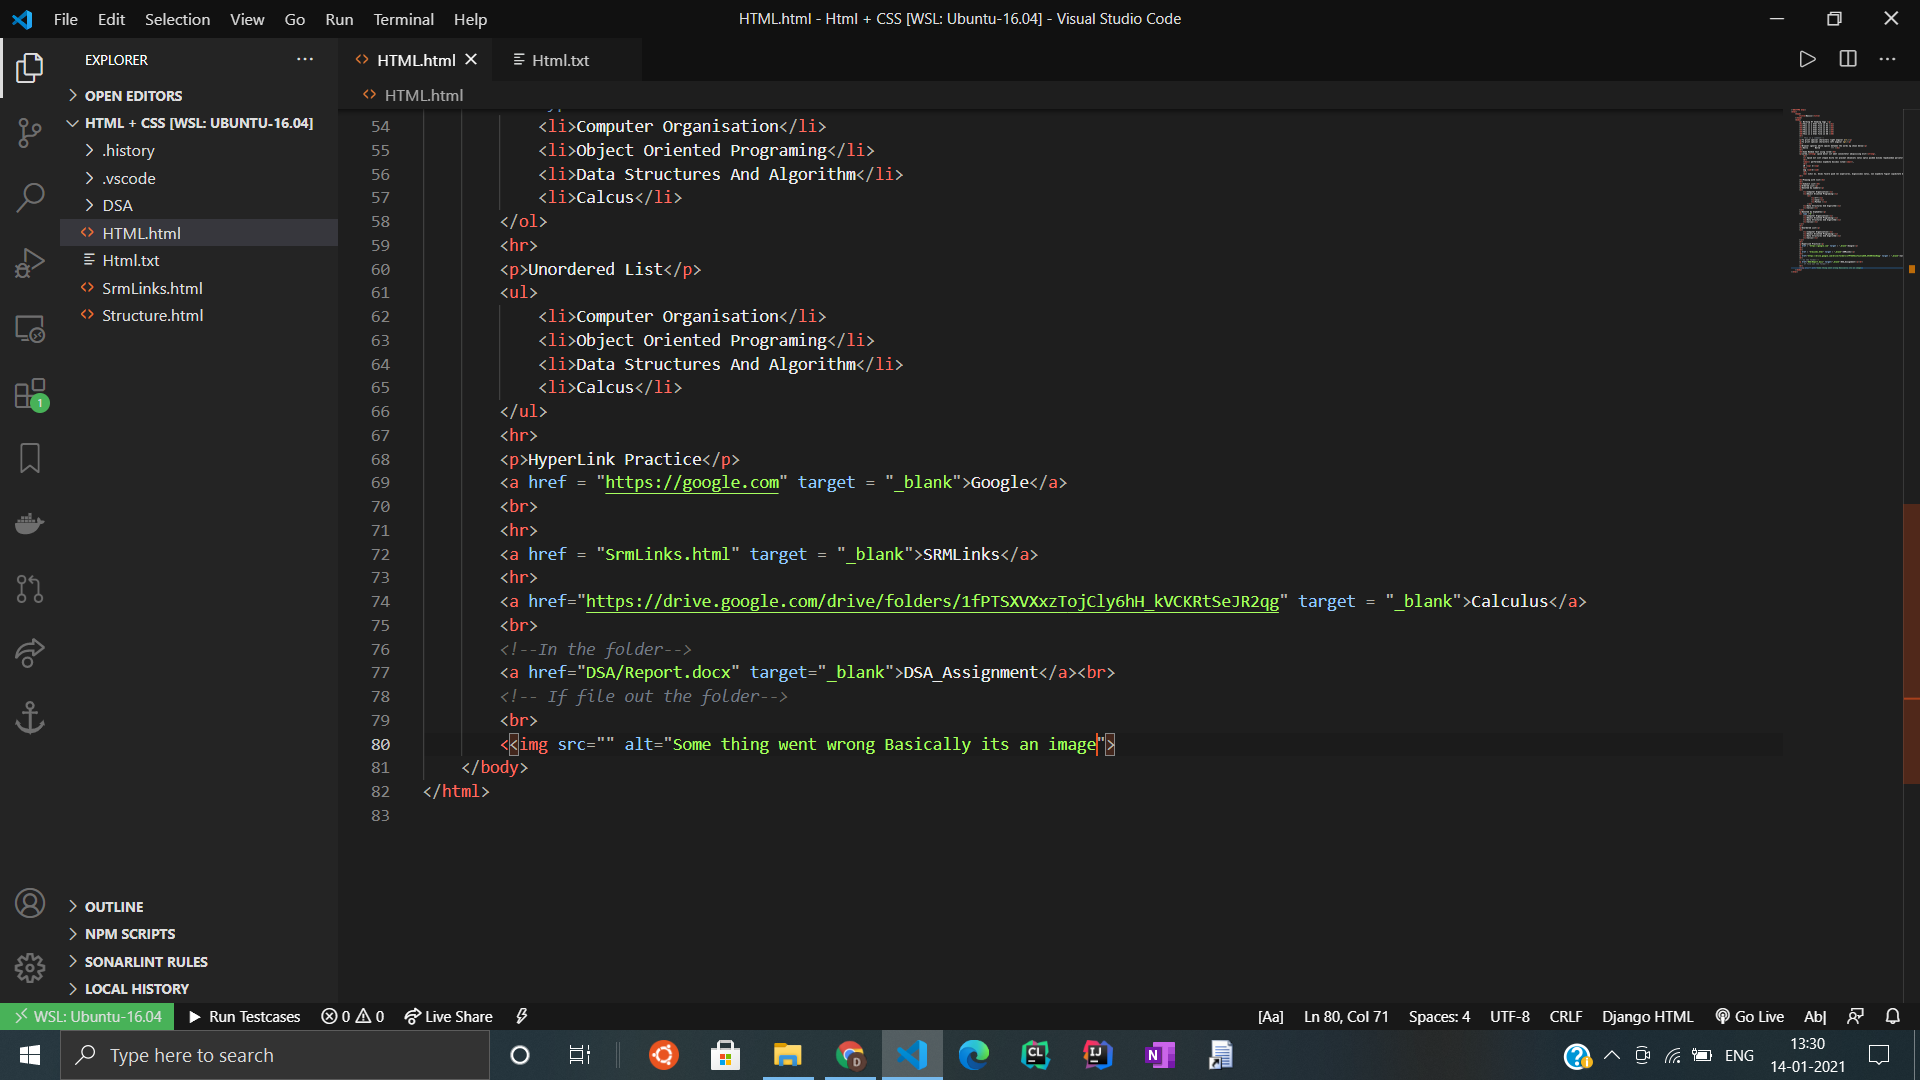 File Edit Selection View Go Run Terminal Help
HTML.html - Html + CSS [WSL: Ubuntu-16.04] - Visual Studio Code
EXPLORER
OPEN EDITORS
HTML + CSS [WSL: UBUNTU-16.04]
.history
.vscode
DSA
HTML.html
Html.txt
SrmLinks.html
Structure.html
OUTLINE
NPM SCRIPTS
SONARLINT RULES
LOCAL HISTORY
1
HTML.html
Html.txt
HTML.html
54 <li>Computer Organisation</li>
55 <li>Object Oriented Programing</li>
56 <li>Data Structures And Algorithm</li>
57 <li>Calcus</li>
58 </ol>
59 <hr>
60 <p>Unordered List</p>
61 <ul>
62 <li>Computer Organisation</li>
63 <li>Object Oriented Programing</li>
64 <li>Data Structures And Algorithm</li>
65 <li>Calcus</li>
66 </ul>
67 <hr>
68 <p>HyperLink Practice</p>
69 <a href = "https://google.com" target = "_blank">Google</a>
70 <br>
71 <hr>
72 <a href = "SrmLinks.html" target = "_blank">SRMLinks</a>
73 <hr>
74 <a href="https://drive.google.com/drive/folders/1fPTSXVXxzTojCly6hH_kVCKRtSeJR2qg" target = "_blank">Calculus</a>
75 <br>
76 <!--In the folder-->
77 <a href="DSA/Report.docx" target="_blank">DSA_Assignment</a><br>
78 <!-- If file out the folder-->
79 <br>
80 <<img src="" alt="Some thing went wrong Basically its an image">
81 </body>
82 </html>
83
WSL: Ubuntu-16.04 Run Testcases 0 0 Live Share [Aa] Ln 80, Col 71 Spaces: 4 UTF-8 CRLF Django HTML Go Live Ab|
Type here to search
CL IJ N D
ENG
13:30
14-01-2021